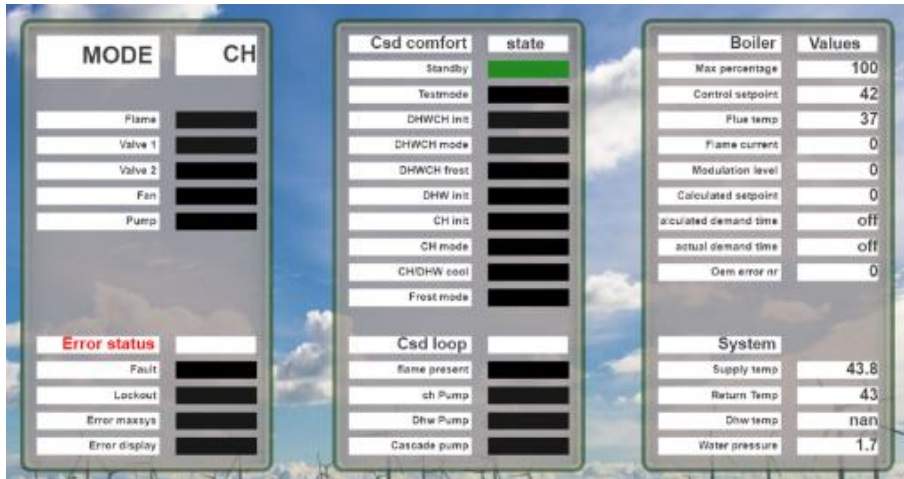 MODE CH
Flame
Valve 1
Valve 2
Fan
Pump
Error status
Fault
Lockout
Error maxsys
Error display
Csd comfort state
Standby
Testmode
DHWCH init
DHWCH mode
DHWCH frost
DHW init
CH init
CH mode
CH/DHW cool
Frost mode
Csd loop
flame present
ch Pump
Dhw Pump
Cascade pump
Boiler Values
Max percentage 100
Control setpoint 42
Flue temp 37
Flame current 0
Modulation level 0
Calculated setpoint 0
alculated demand time off
actual demand time off
Oem error nr 0
System
Supply temp 43.8
Return Temp 43
Dhw temp nan
Water pressure 1.7